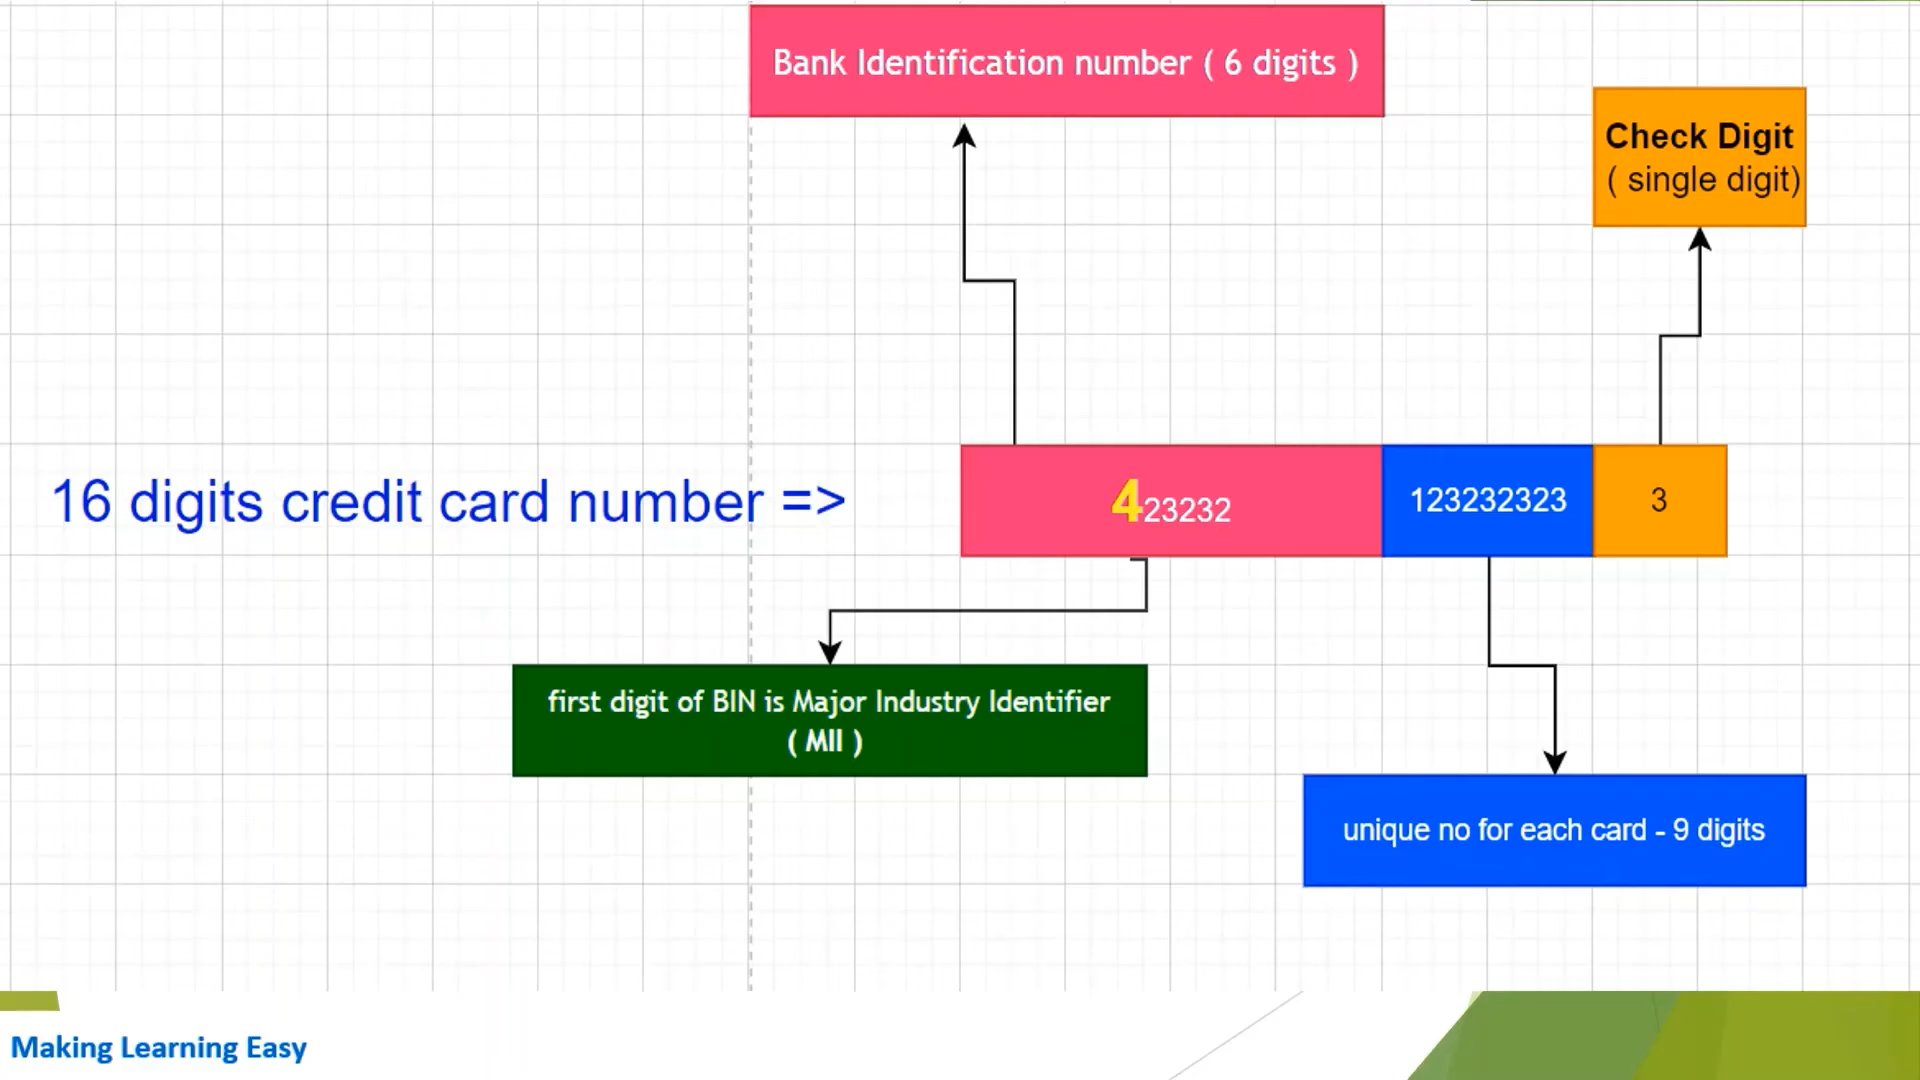 Bank Identification number ( 6 digits )
Check Digit
( single digit)
16 digits credit card number =>
423232
123232323
3
first digit of BIN is Major Industry Identifier
( MII )
unique no for each card - 9 digits
Making Learning Easy